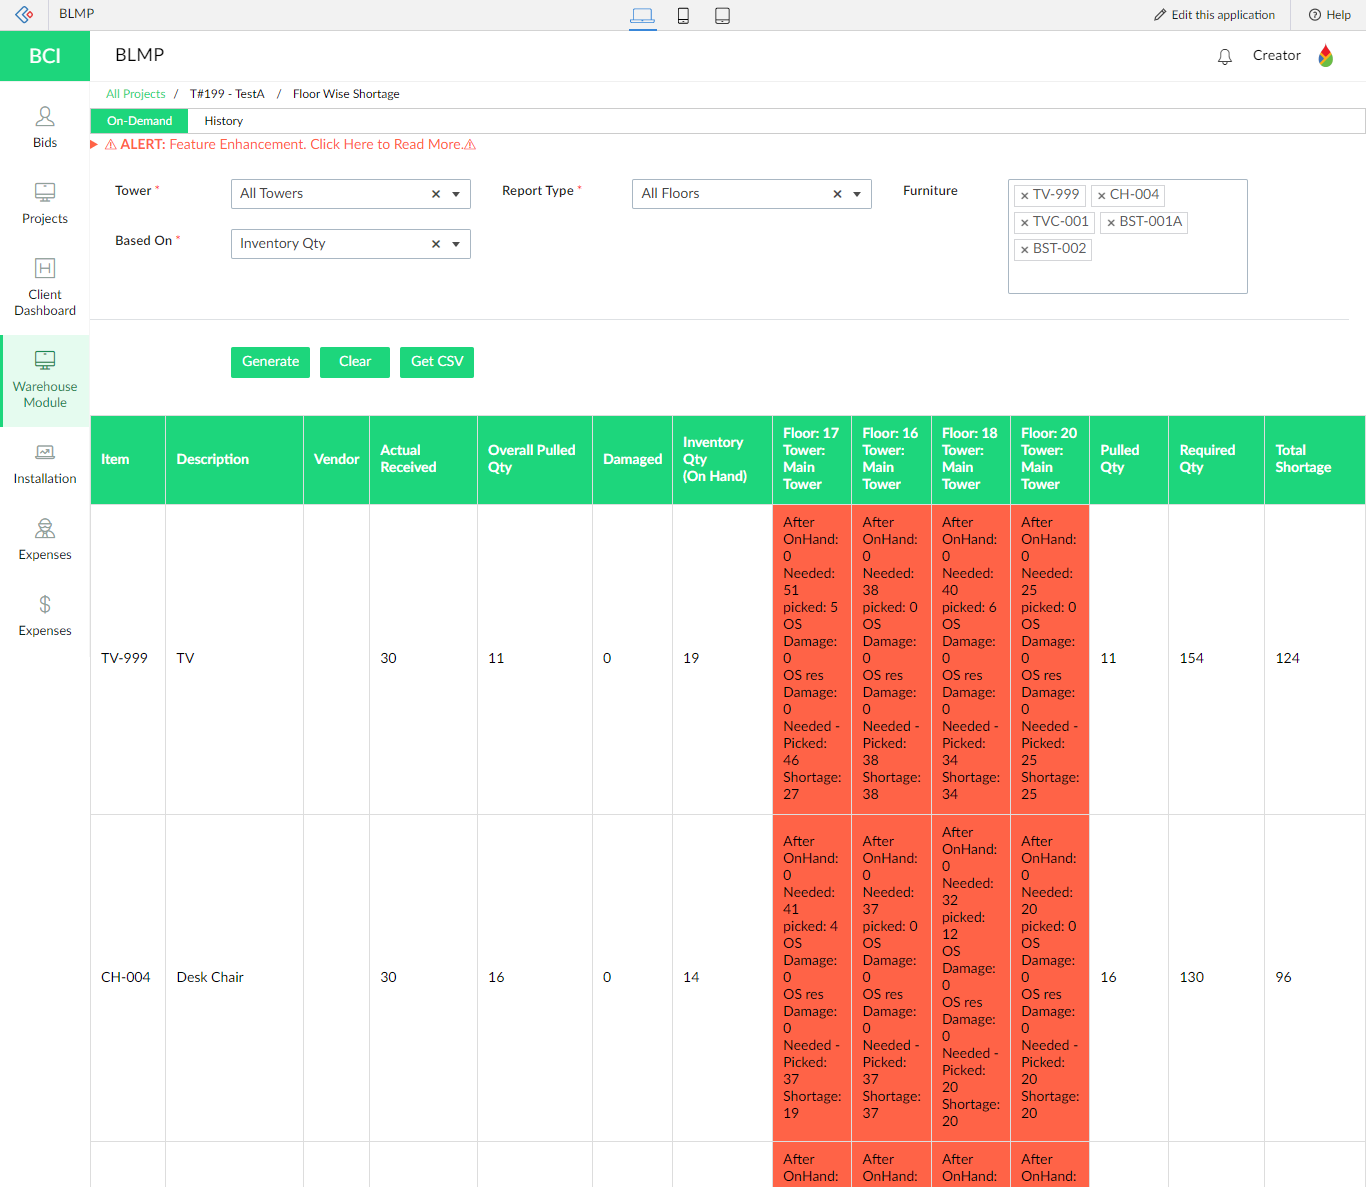 BLMP
Edit this application
Help
BCI
BLMP
Creator
All Projects / T#199 - TestA / Floor Wise Shortage
On-Demand
History
⚠ ALERT: Feature Enhancement. Click Here to Read More.⚠
Tower *
All Towers
Report Type *
All Floors
Furniture
× TV-999 × CH-004
× TVC-001 × BST-001A
× BST-002
Based On *
Inventory Qty
Generate
Clear
Get CSV
Bids
Projects
Client
Dashboard
Warehouse
Module
Installation
Expenses
Expenses
Item
Description
Vendor
Actual
Received
Overall Pulled
Qty
Damaged
Inventory
Qty
(On Hand)
Floor: 17
Tower:
Main
Tower
Floor: 16
Tower:
Main
Tower
Floor: 18
Tower:
Main
Tower
Floor: 20
Tower:
Main
Tower
Pulled
Qty
Required
Qty
Total
Shortage
TV-999
TV
30
11
0
19
After
OnHand:
0
Needed:
51
picked: 5
OS
Damage:
0
OS res
Damage:
0
Needed -
Picked:
46
Shortage:
27
After
OnHand:
0
Needed:
38
picked: 0
OS
Damage:
0
OS res
Damage:
0
Needed -
Picked:
38
Shortage:
38
After
OnHand:
0
Needed:
40
picked: 6
OS
Damage:
0
OS res
Damage:
0
Needed -
Picked:
34
Shortage:
34
After
OnHand:
0
Needed:
25
picked: 0
OS
Damage:
0
OS res
Damage:
0
Needed -
Picked:
25
Shortage:
25
11
154
124
CH-004
Desk Chair
30
16
0
14
After
OnHand:
0
Needed:
41
picked: 4
OS
Damage:
0
OS res
Damage:
0
Needed -
Picked:
37
Shortage:
19
After
OnHand:
0
Needed:
37
picked: 0
OS
Damage:
0
OS res
Damage:
0
Needed -
Picked:
37
Shortage:
37
After
OnHand:
0
Needed:
32
picked:
12
OS
Damage:
0
OS res
Damage:
0
Needed -
Picked:
20
Shortage:
20
After
OnHand:
0
Needed:
20
picked: 0
OS
Damage:
0
OS res
Damage:
0
Needed -
Picked:
20
Shortage:
20
16
130
96
After
OnHand:
After
OnHand:
After
OnHand:
After
OnHand: